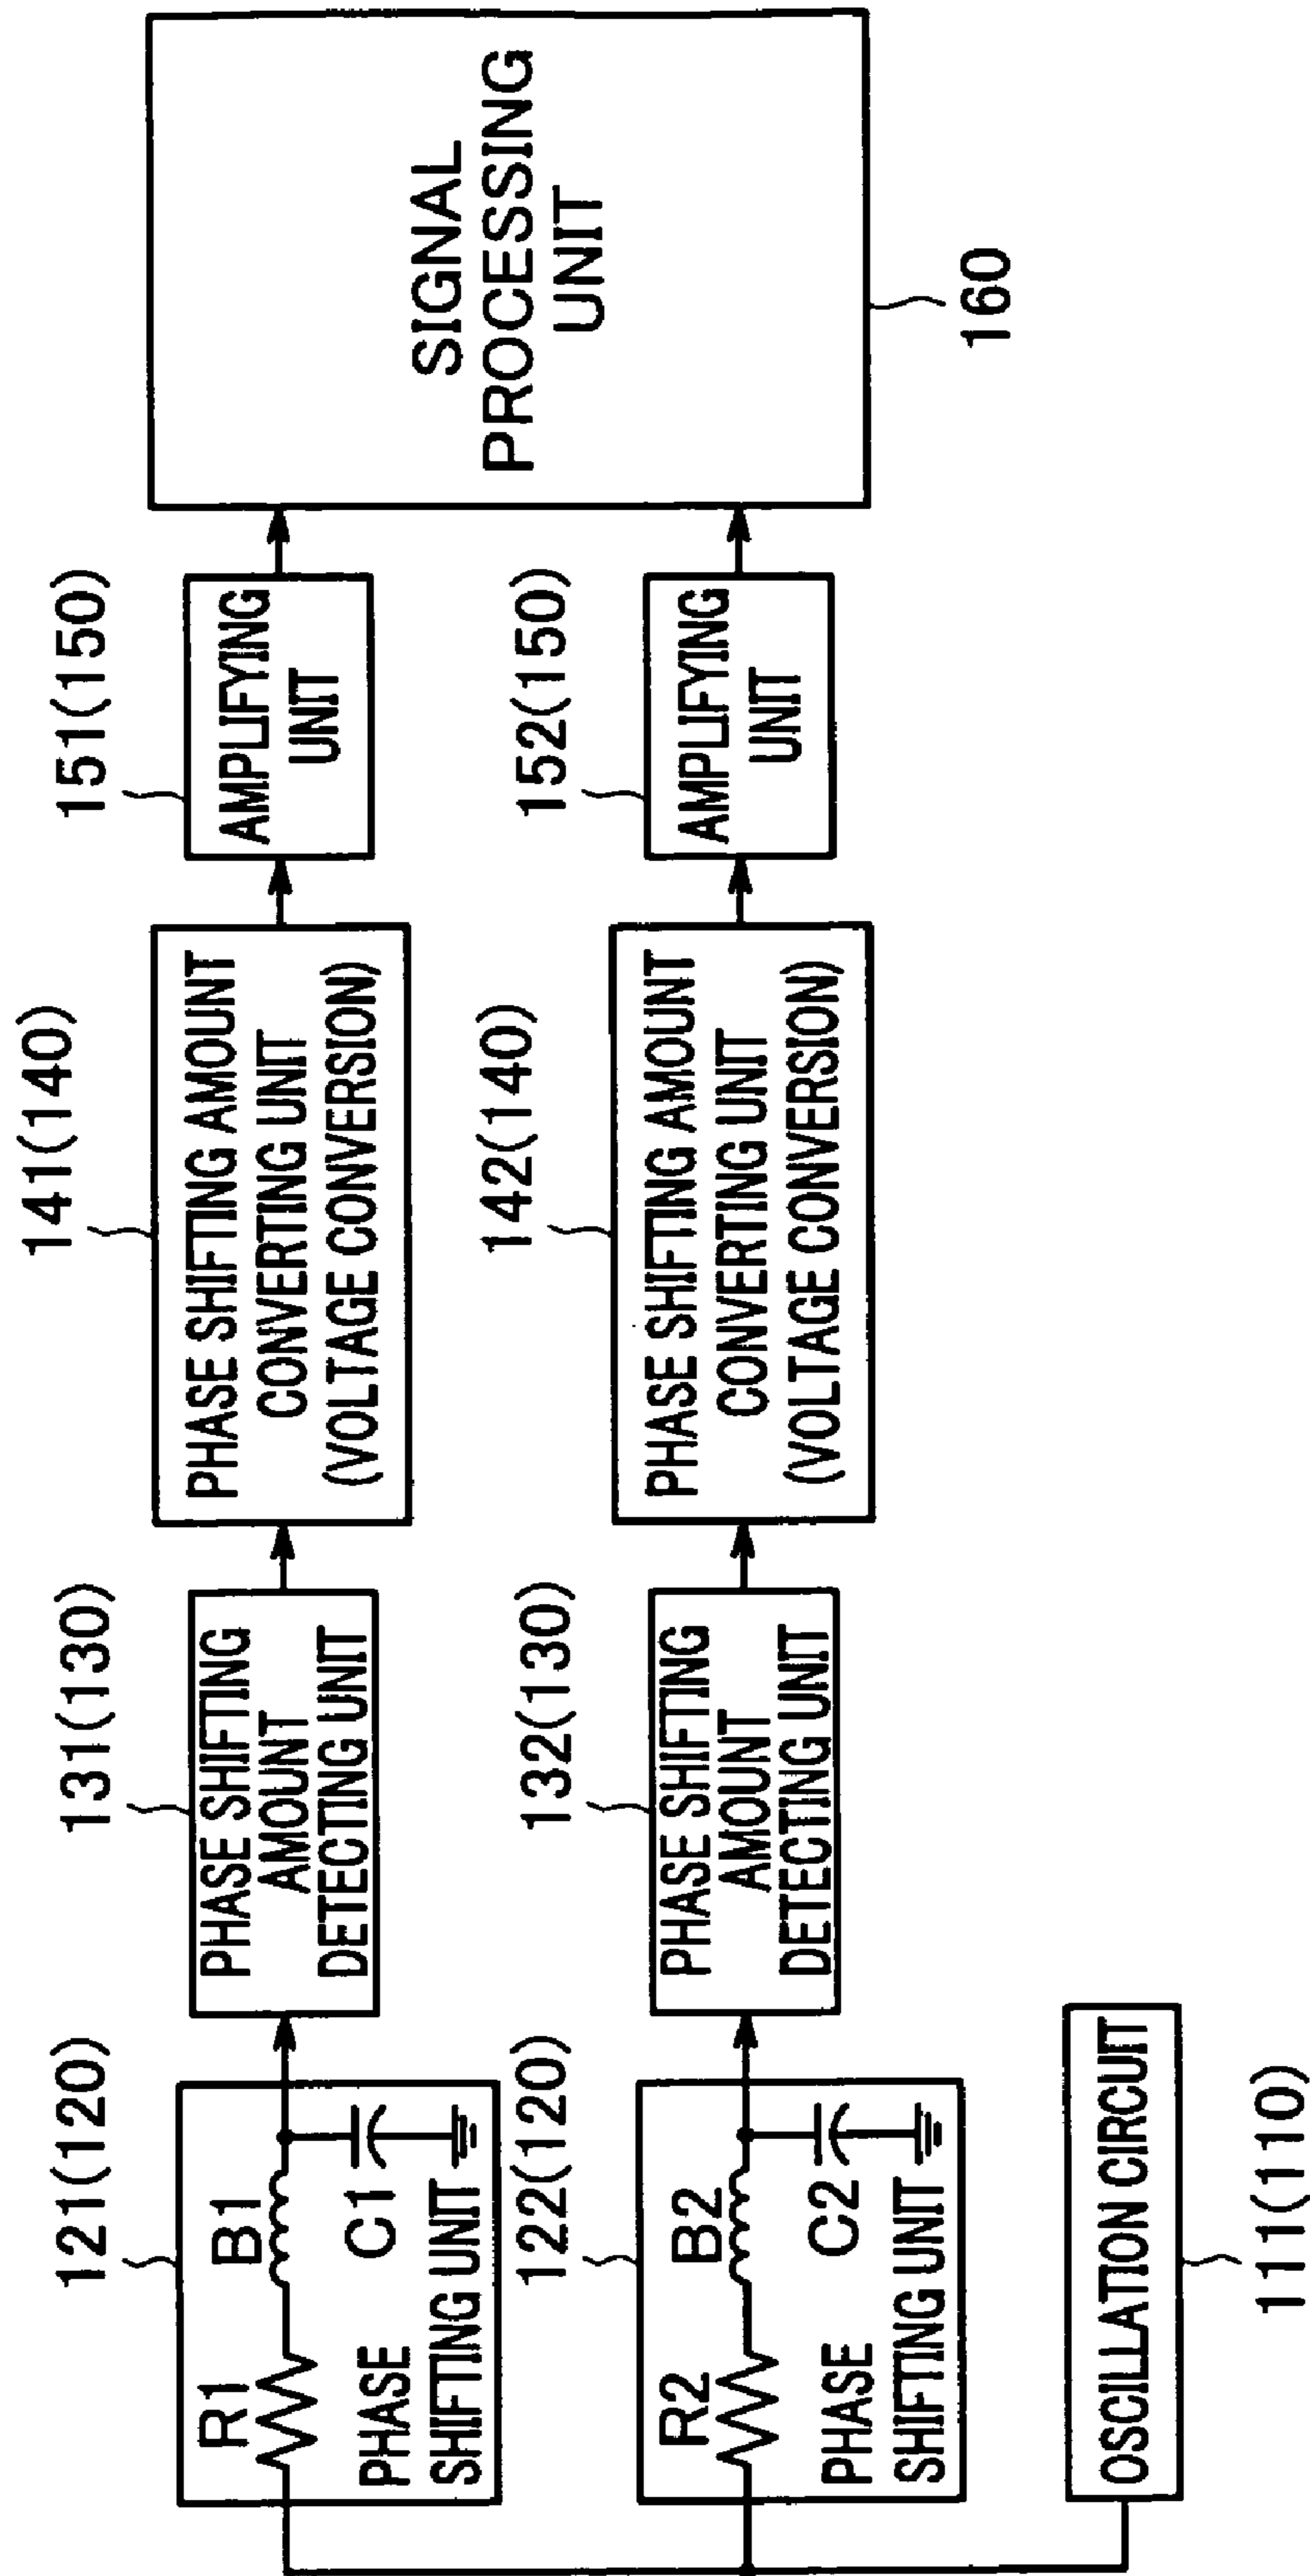 121(120)
R1
B1
C1
PHASE
SHIFTING UNIT
131(130)
PHASE SHIFTING
AMOUNT
DETECTING UNIT
141(140)
PHASE SHIFTING AMOUNT
CONVERTING UNIT
(VOLTAGE CONVERSION)
151(150)
AMPLIFYING
UNIT
SIGNAL
PROCESSING
UNIT
160
122(120)
R2
B2
C2
PHASE
SHIFTING UNIT
132(130)
PHASE SHIFTING
AMOUNT
DETECTING UNIT
142(140)
PHASE SHIFTING AMOUNT
CONVERTING UNIT
(VOLTAGE CONVERSION)
152(150)
AMPLIFYING
UNIT
OSCILLATION CIRCUIT
111(110)